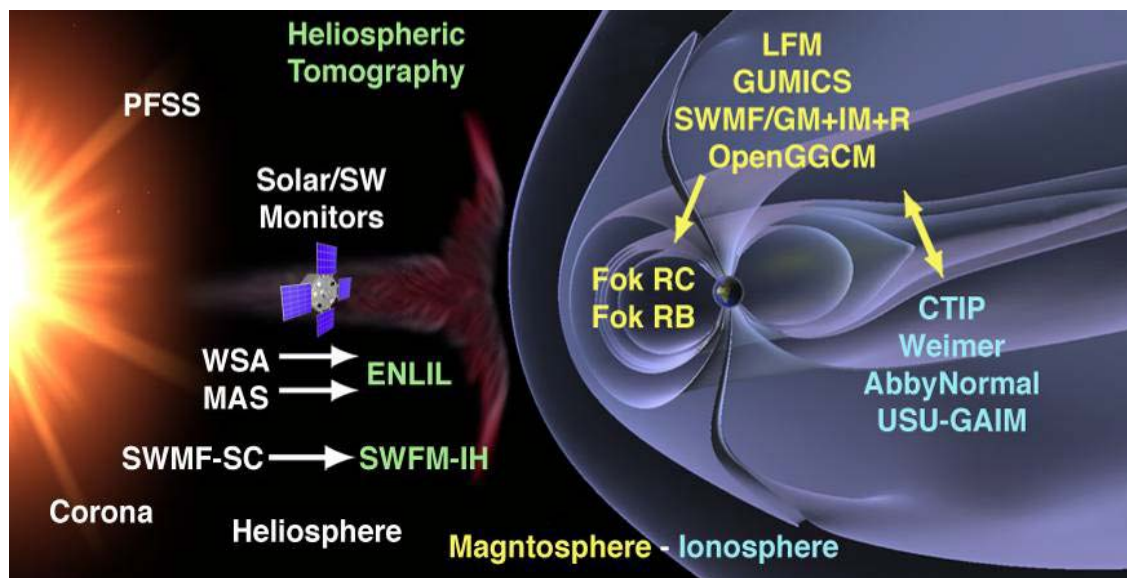 Heliospheric
Tomography
PFSS
Solar/SW
Monitors
WSA
MAS
ENLIL
SWMF-SC
SWFM-IH
Corona
Heliosphere
LFM
GUMICS
SWMF/GM+IM+R
OpenGGCM
Fok RC
Fok RB
CTIP
Weimer
AbbyNormal
USU-GAIM
Magntosphere - Ionosphere